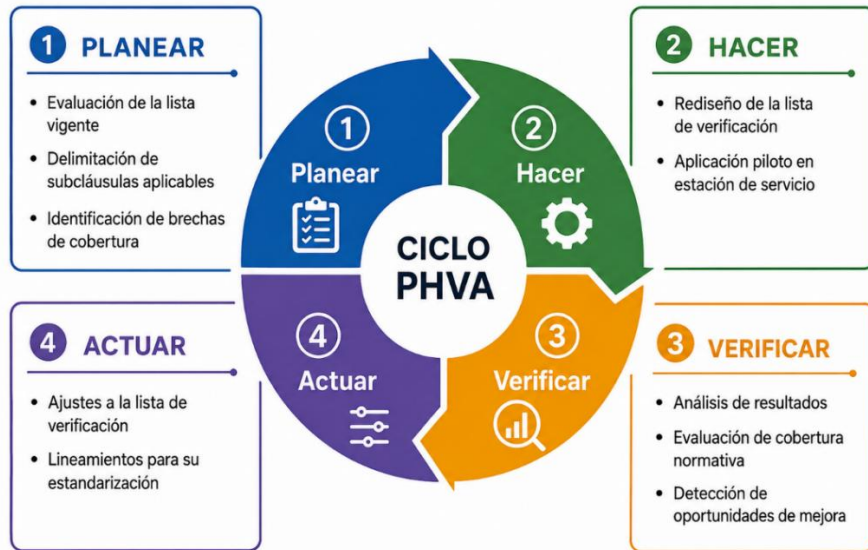 1 PLANEAR
• Evaluación de la lista
vigente
• Delimitación de
subcláusulas aplicables
• Identificación de brechas
de cobertura
2 HACER
• Rediseño de la lista
de verificación
• Aplicación piloto en
estación de servicio
1
Planear
2
Hacer
CICLO
PHVA
4
Actuar
3
Verificar
4 ACTUAR
• Ajustes a la lista de
verificación
• Lineamientos para su
estandarización
3 VERIFICAR
• Análisis de resultados
• Evaluación de cobertura
normativa
• Detección de
oportunidades de mejora